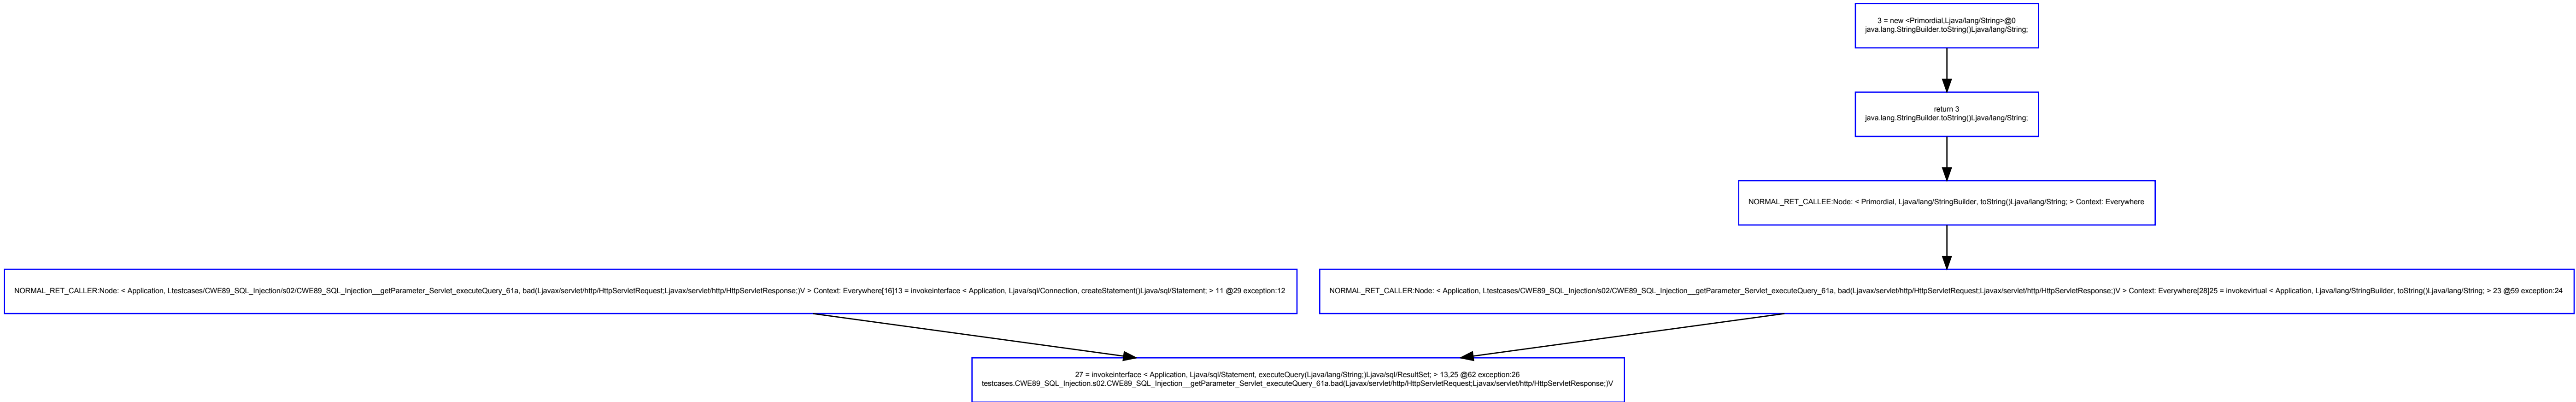 3 = new <Primordial,Ljava/lang/String>@0
java.lang.StringBuilder.toString()Ljava/lang/String;
return 3
java.lang.StringBuilder.toString()Ljava/lang/String;
NORMAL_RET_CALLEE:Node: < Primordial, Ljava/lang/StringBuilder, toString()Ljava/lang/String; > Context: Everywhere
NORMAL_RET_CALLER:Node: < Application, Ltestcases/CWE89_SQL_Injection/s02/CWE89_SQL_Injection__getParameter_Servlet_executeQuery_61a, bad(Ljavax/servlet/http/HttpServletRequest;Ljavax/servlet/http/HttpServletResponse;)V > Context: Everywhere[16]13 = invokeinterface < Application, Ljava/sql/Connection, createStatement()Ljava/sql/Statement; > 11 @29 exception:12
NORMAL_RET_CALLER:Node: < Application, Ltestcases/CWE89_SQL_Injection/s02/CWE89_SQL_Injection__getParameter_Servlet_executeQuery_61a, bad(Ljavax/servlet/http/HttpServletRequest;Ljavax/servlet/http/HttpServletResponse;)V > Context: Everywhere[28]25 = invokevirtual < Application, Ljava/lang/StringBuilder, toString()Ljava/lang/String; > 23 @59 exception:24
27 = invokeinterface < Application, Ljava/sql/Statement, executeQuery(Ljava/lang/String;)Ljava/sql/ResultSet; > 13,25 @62 exception:26
testcases.CWE89_SQL_Injection.s02.CWE89_SQL_Injection__getParameter_Servlet_executeQuery_61a.bad(Ljavax/servlet/http/HttpServletRequest;Ljavax/servlet/http/HttpServletResponse;)V